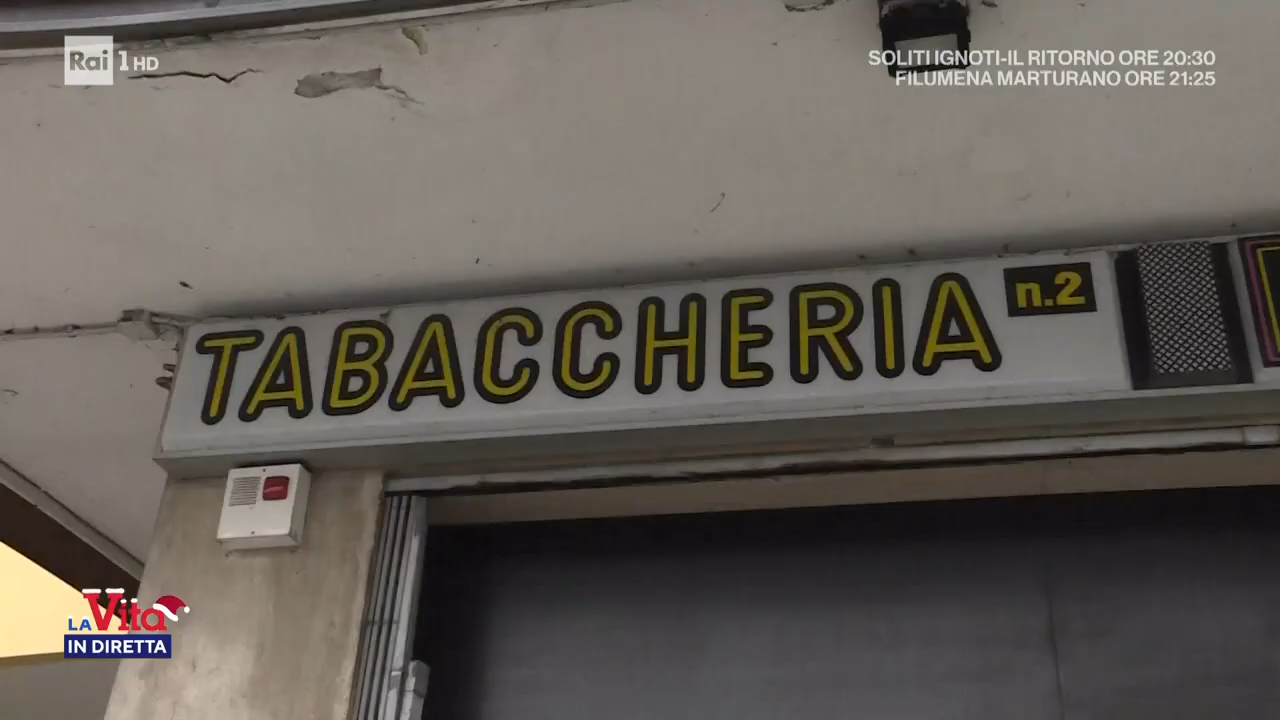 Rai 1 HD
SOLITI IGNOTI-IL RITORNO ORE 20:30
FILUMENA MARTURANO ORE 21:25
TABACCHERIA n.2
LA Vita
IN DIRETTA